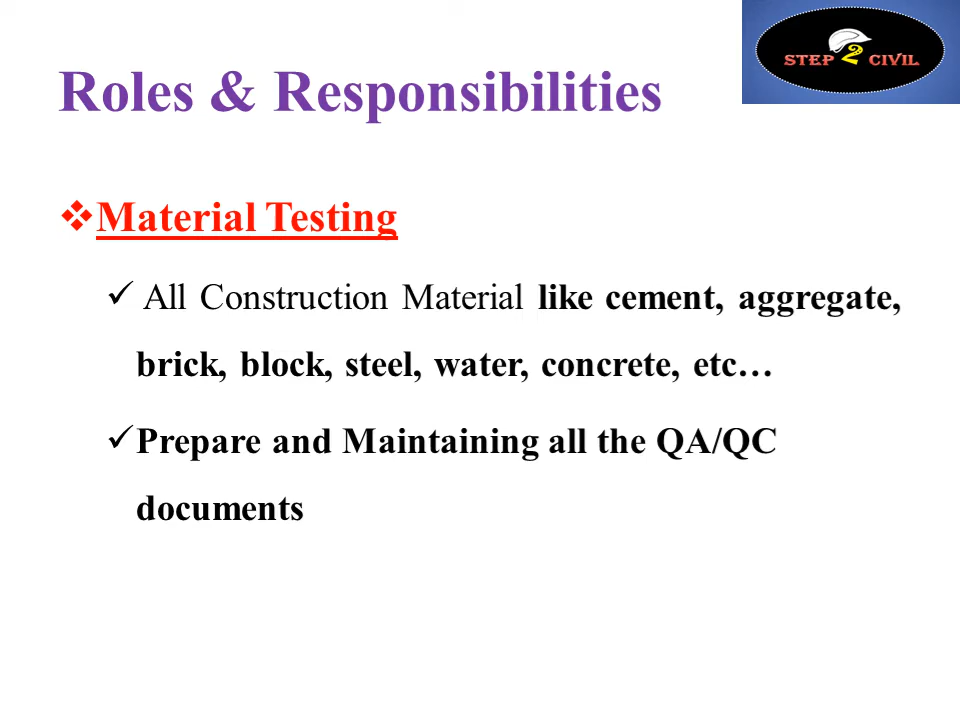 STEP 2 CIVIL
Roles & Responsibilities
❖Material Testing
✓ All Construction Material like cement, aggregate,
brick, block, steel, water, concrete, etc…
✓Prepare and Maintaining all the QA/QC
documents